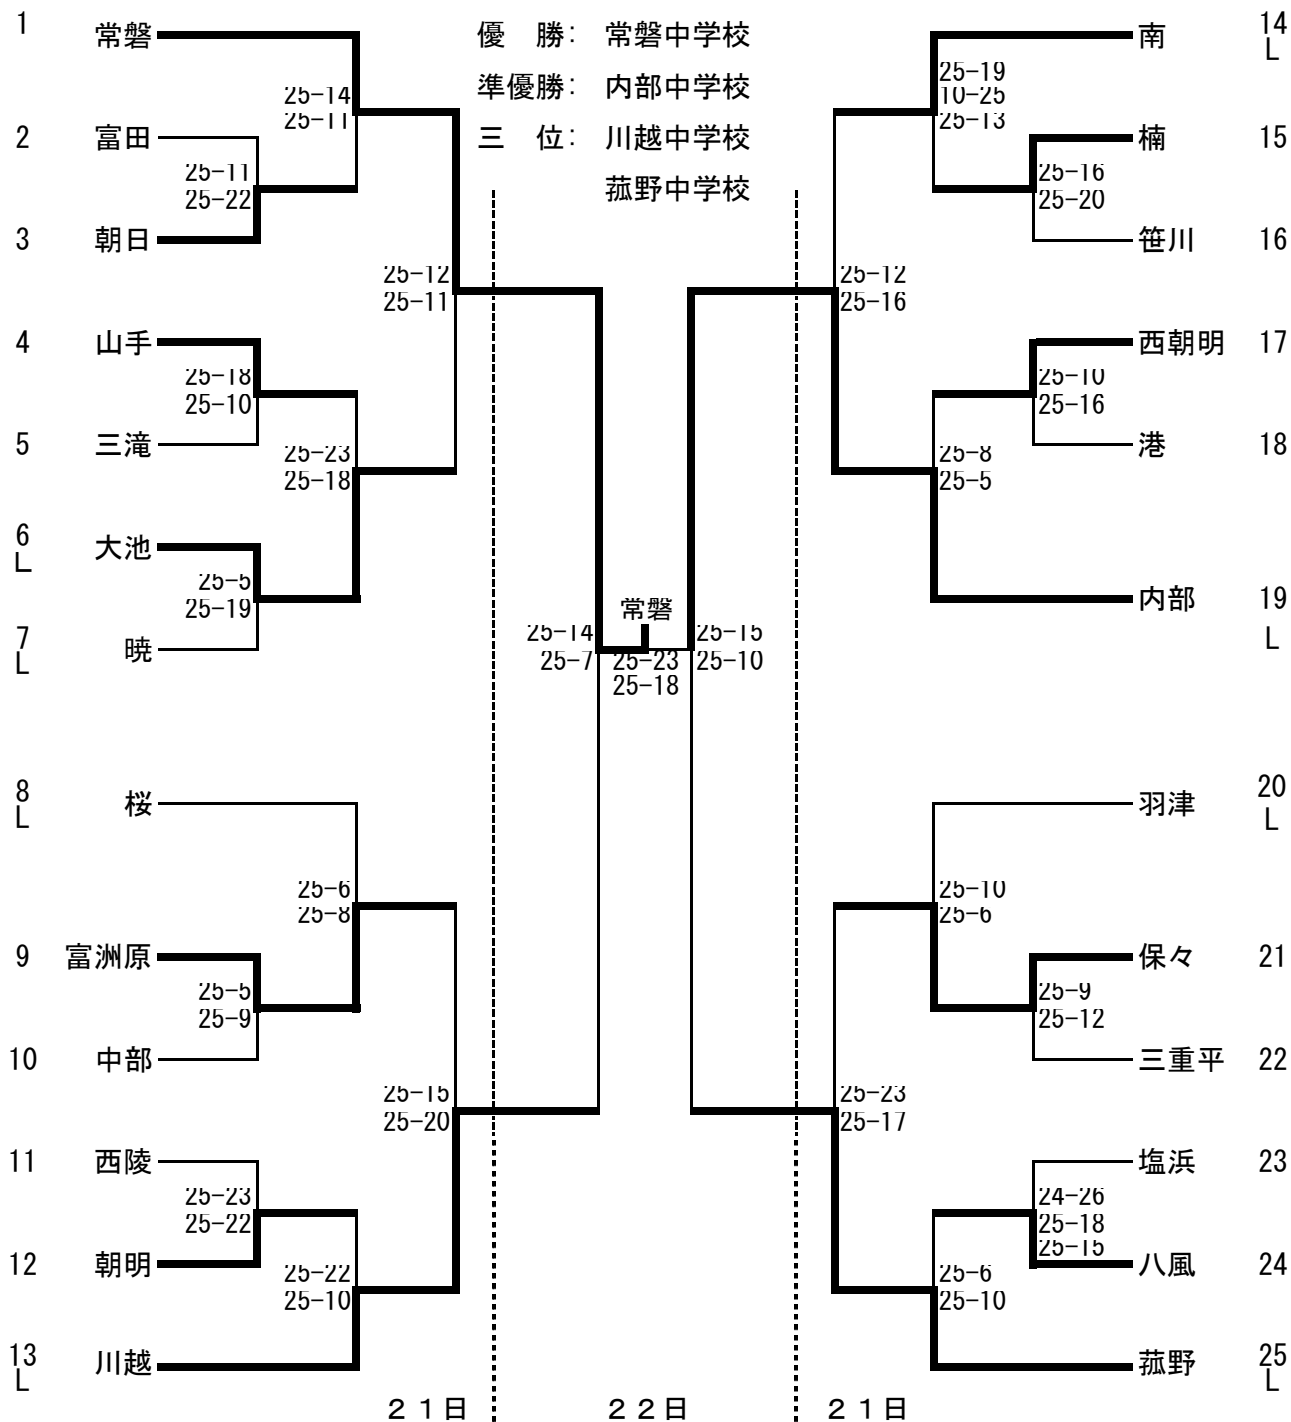 優　勝： 常磐中学校
準優勝： 内部中学校
三　位： 川越中学校
菰野中学校
1 常磐
25-14
25-11
2 富田
25-11
25-22
3 朝日
25-12
25-11
4 山手
25-18
25-10
5 三滝
25-23
25-18
6
L
大池
25-5
25-19
7
L
暁
8
L
桜
25-6
25-8
9 富洲原
25-5
25-9
10 中部
25-15
25-20
11 西陵
25-23
25-22
12 朝明
25-22
25-10
13
L
川越
25-14
25-7
常磐
25-23
25-18
25-15
25-10
南 14
L
25-19
10-25
25-13
楠 15
25-16
25-20
笹川 16
25-12
25-16
西朝明 17
25-10
25-16
港 18
25-8
25-5
内部 19
L
羽津 20
L
25-10
25-6
保々 21
25-9
25-12
三重平 22
25-23
25-17
塩浜 23
24-26
25-18
25-15
八風 24
25-6
25-10
菰野 25
L
２１日 ２２日 ２１日